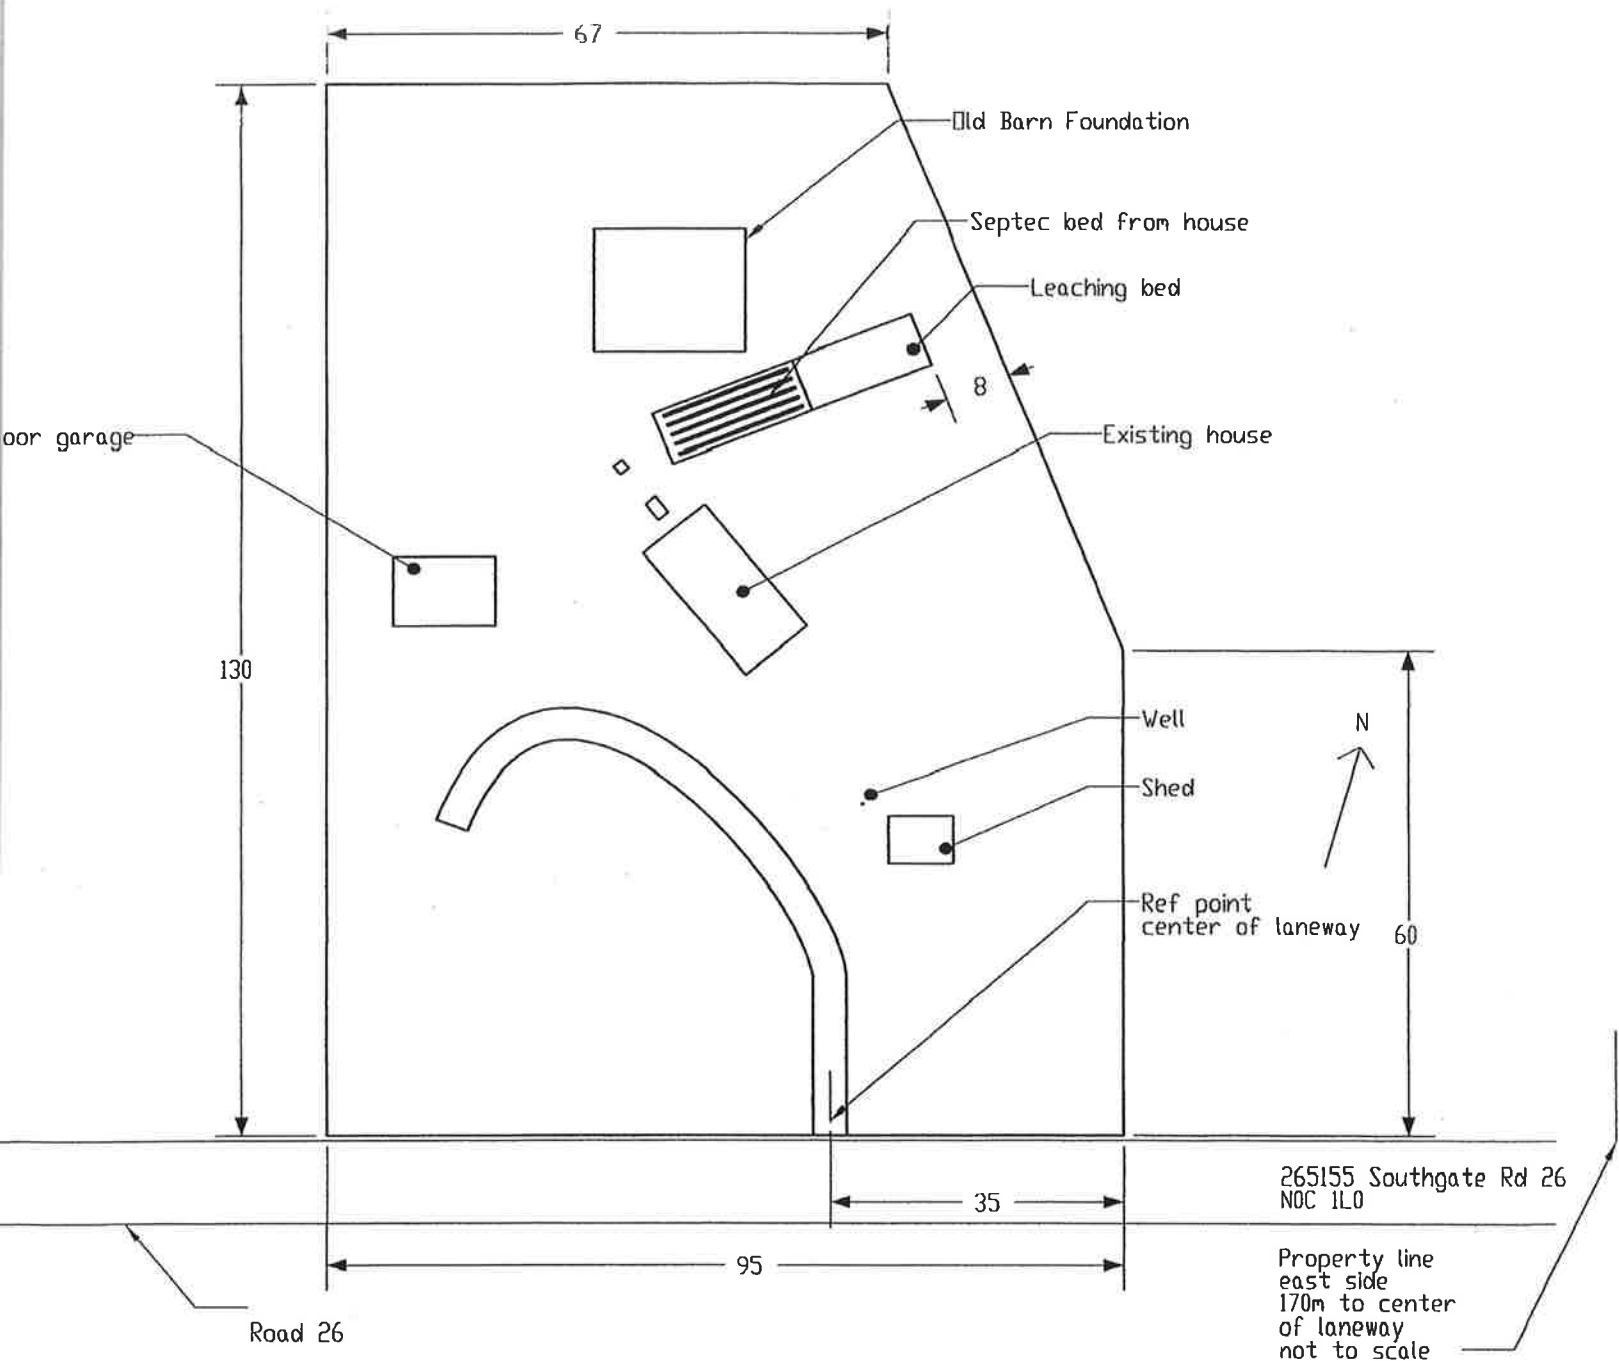 67
Old Barn Foundation
Septec bed from house
Leaching bed
8
Existing house
oor garage
130
Well
N
Shed
Ref point
center of laneway
60
265155 Southgate Rd 26
N0C 1L0
35
Property line
east side
170m to center
of laneway
not to scale
95
Road 26